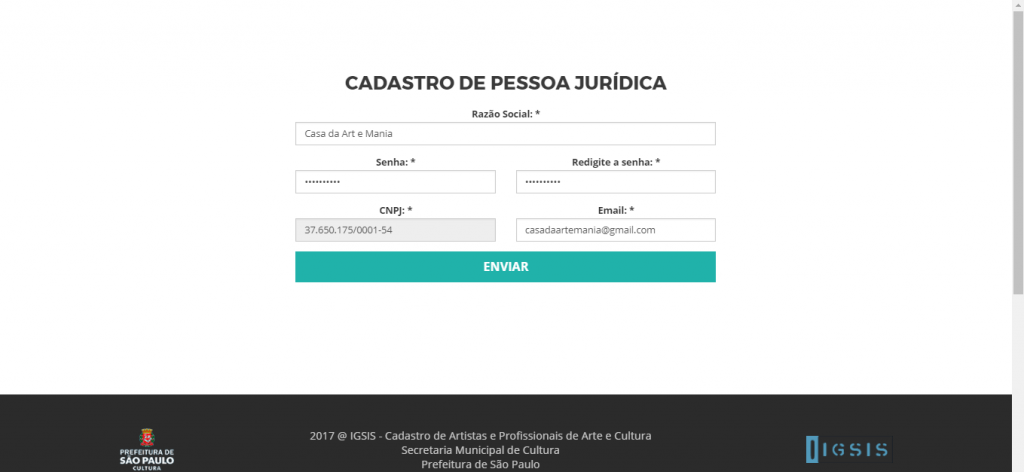 CADASTRO DE PESSOA JURÍDICA
Razão Social: *
Casa da Art e Mania
Senha: *
Redigite a senha: *
••••••••••
••••••••••
CNPJ: *
Email: *
37.650.175/0001-54
casadaartemania@gmail.com
ENVIAR
PREFEITURA DE
SÃO PAULO
CULTURA
2017 @ IGSIS - Cadastro de Artistas e Profissionais de Arte e Cultura
Secretaria Municipal de Cultura
Prefeitura de São Paulo
IGSIS